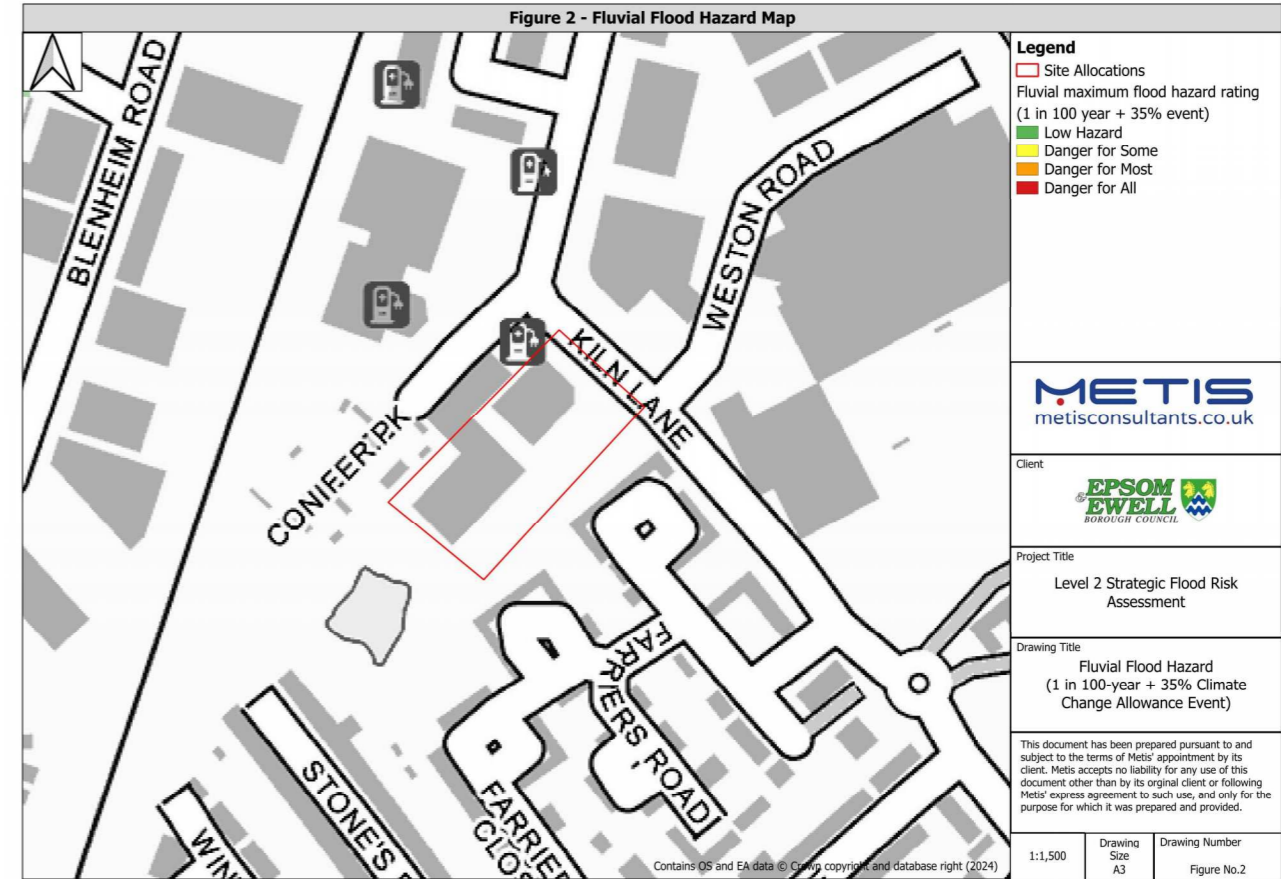 Figure 2 - Fluvial Flood Hazard Map
BLENHEIM ROAD
WESTON ROAD
KILN LANE
CONIFER PK
FARRIERS ROAD
STONE'S
FARRIER
CLOS
WIN
Contains OS and EA data © Crown copyright and database right (2024)
Legend
Site Allocations
Fluvial maximum flood hazard rating
(1 in 100 year + 35% event)
Low Hazard
Danger for Some
Danger for Most
Danger for All
METIS
metisconsultants.co.uk
Client
EPSOM
& EWELL
BOROUGH COUNCIL
Project Title
Level 2 Strategic Flood Risk
Assessment
Drawing Title
Fluvial Flood Hazard
(1 in 100-year + 35% Climate
Change Allowance Event)
This document has been prepared pursuant to and
subject to the terms of Metis' appointment by its
client. Metis accepts no liability for any use of this
document other than by its orginal client or following
Metis' express agreement to such use, and only for the
purpose for which it was prepared and provided.
1:1,500
Drawing
Size
A3
Drawing Number
Figure No.2